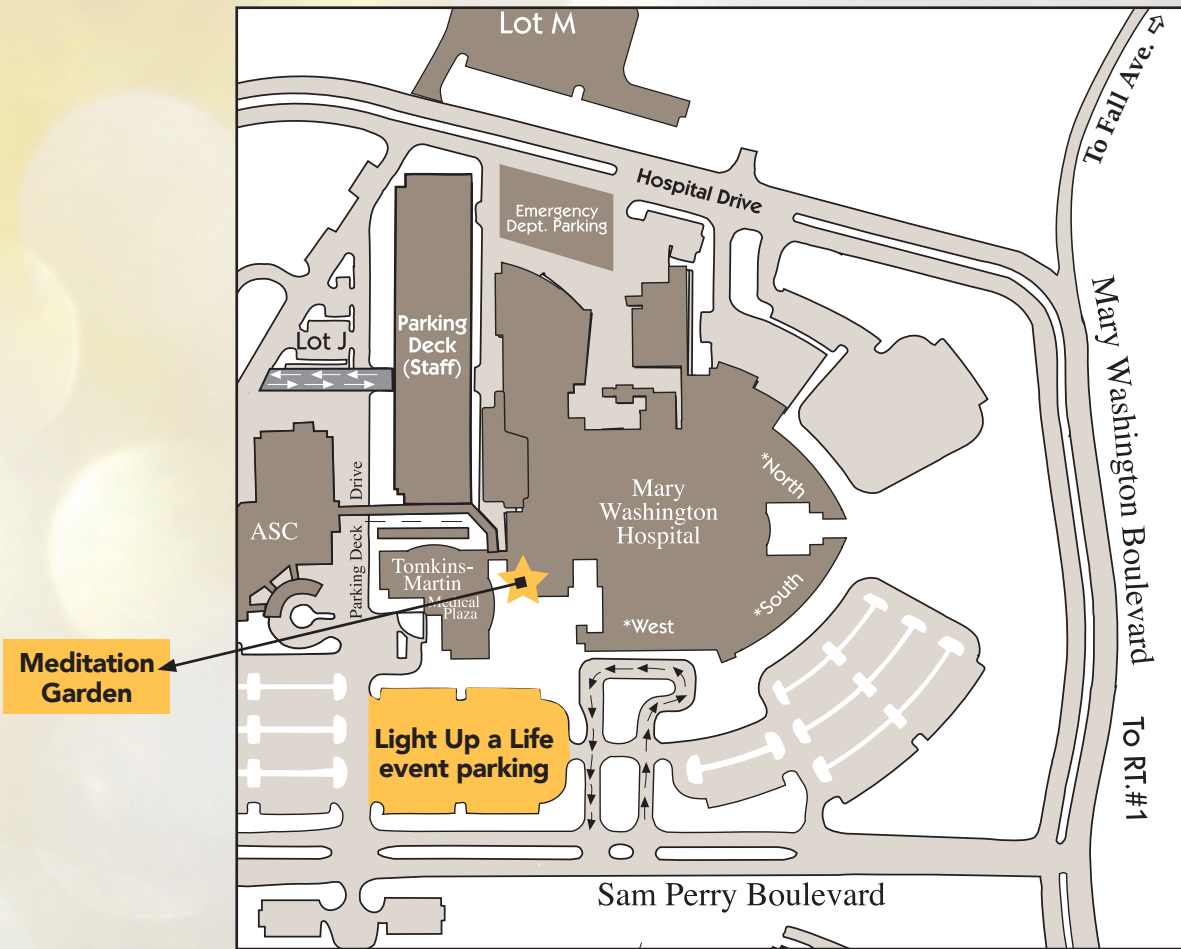 Lot M
To Fall Ave.
Hospital Drive
Emergency
Dept. Parking
Parking
Deck
(Staff)
Lot J
Mary Washington Boulevard
*North
Mary
Washington
Hospital
Drive
Parking Deck
ASC
Tomkins-
Martin
Medical
Plaza
*South
*West
Meditation
Garden
Light Up a Life
event parking
To RT.#1
Sam Perry Boulevard